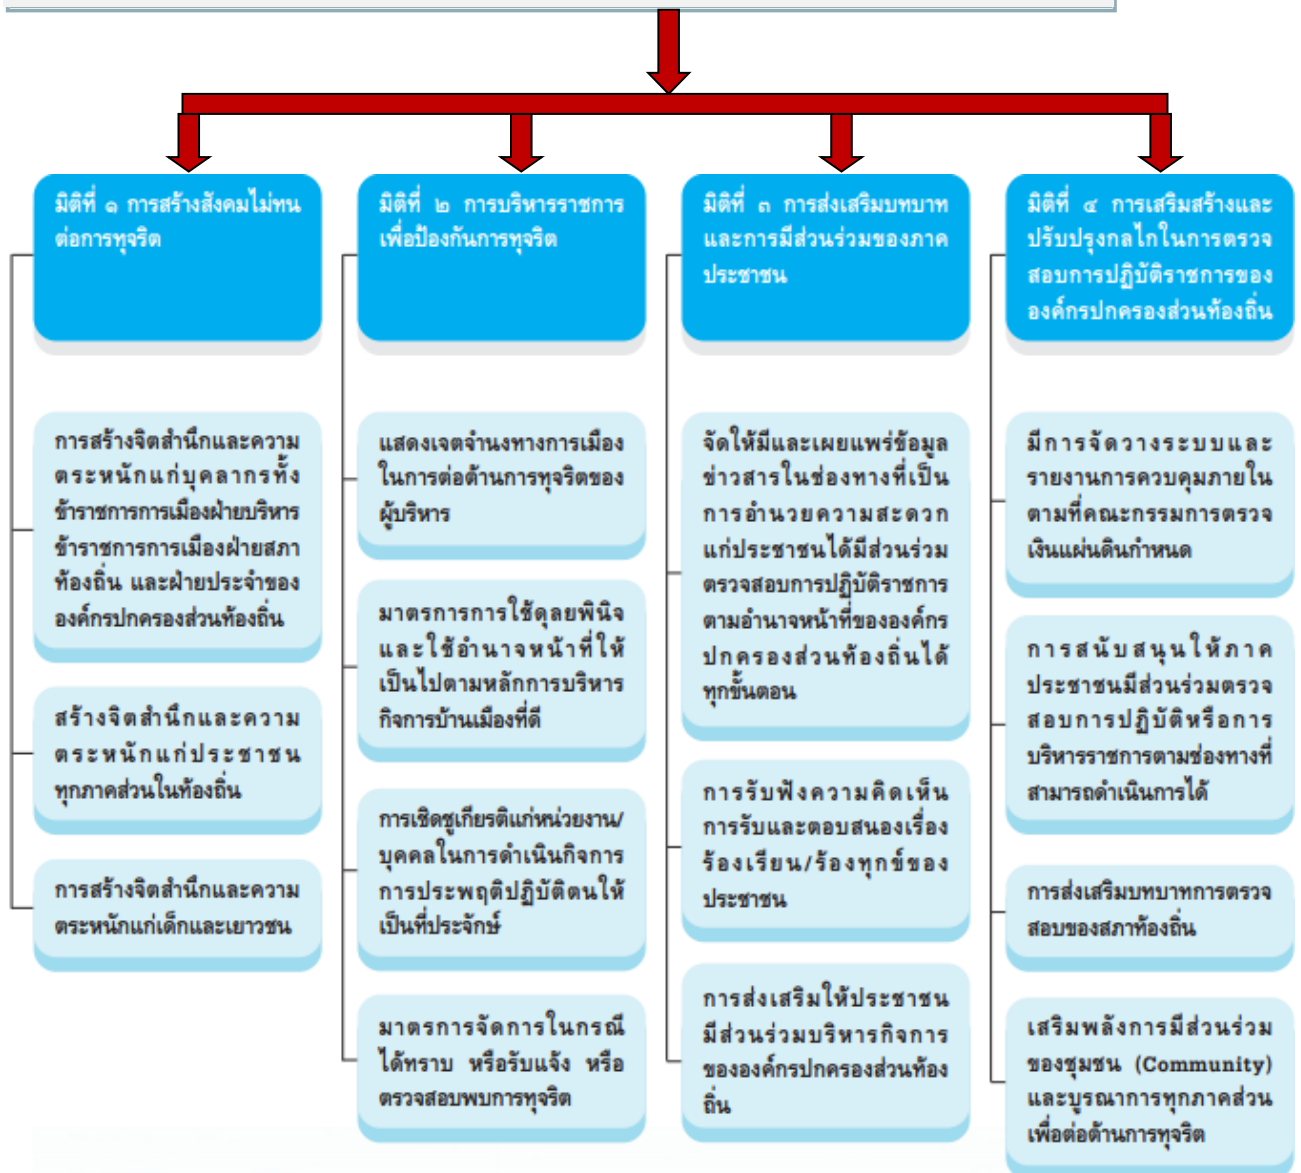 มิติที่ ๑ การสร้างสังคมไม่ทน
ต่อการทุจริต
การสร้างจิตสำนึกและความ
ตระหนักแก่บุคลากรทั้ง
ข้าราชการการเมืองฝ่ายบริหาร
ข้าราชการการเมืองฝ่ายสภา
ท้องถิ่น และฝ่ายประจำของ
องค์กรปกครองส่วนท้องถิ่น
สร้างจิตสำนึกและความ
ตระหนักแก่ประชาชน
ทุกภาคส่วนในท้องถิ่น
การสร้างจิตสำนึกและความ
ตระหนักแก่เด็กและเยาวชน
มิติที่ ๒ การบริหารราชการ
เพื่อป้องกันการทุจริต
แสดงเจตจำนงทางการเมือง
ในการต่อต้านการทุจริตของ
ผู้บริหาร
มาตรการการใช้ดุลยพินิจ
และใช้อำนาจหน้าที่ให้
เป็นไปตามหลักการบริหาร
กิจการบ้านเมืองที่ดี
การเชิดชูเกียรติแก่หน่วยงาน/
บุคคลในการดำเนินกิจการ
การประพฤติปฏิบัติตนให้
เป็นที่ประจักษ์
มาตรการจัดการในกรณี
ได้ทราบ หรือรับแจ้ง หรือ
ตรวจสอบพบการทุจริต
มิติที่ ๓ การส่งเสริมบทบาท
และการมีส่วนร่วมของภาค
ประชาชน
จัดให้มีและเผยแพร่ข้อมูล
ข่าวสารในช่องทางที่เป็น
การอำนวยความสะดวก
แก่ประชาชนได้มีส่วนร่วม
ตรวจสอบการปฏิบัติราชการ
ตามอำนาจหน้าที่ขององค์กร
ปกครองส่วนท้องถิ่นได้
ทุกขั้นตอน
การรับฟังความคิดเห็น
การรับและตอบสนองเรื่อง
ร้องเรียน/ร้องทุกข์ของ
ประชาชน
การส่งเสริมให้ประชาชน
มีส่วนร่วมบริหารกิจการ
ขององค์กรปกครองส่วนท้อง
ถิ่น
มิติที่ ๔ การเสริมสร้างและ
ปรับปรุงกลไกในการตรวจ
สอบการปฏิบัติราชการของ
องค์กรปกครองส่วนท้องถิ่น
มีการจัดวางระบบและ
รายงานการควบคุมภายใน
ตามที่คณะกรรมการตรวจ
เงินแผ่นดินกำหนด
การสนับสนุนให้ภาค
ประชาชนมีส่วนร่วมตรวจ
สอบการปฏิบัติหรือการ
บริหารราชการตามช่องทางที่
สามารถดำเนินการได้
การส่งเสริมบทบาทการตรวจ
สอบของสภาท้องถิ่น
เสริมพลังการมีส่วนร่วม
ของชุมชน (Community)
และบูรณาการทุกภาคส่วน
เพื่อต่อต้านการทุจริต